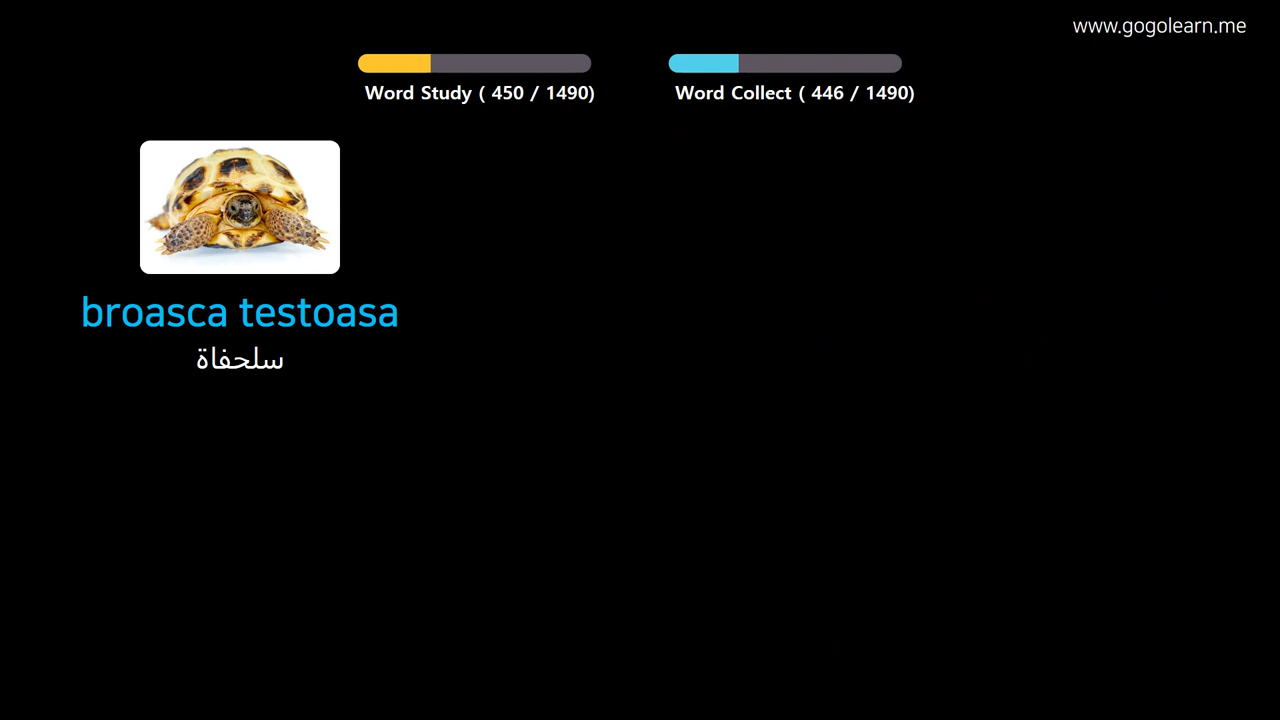 www.gogolearn.me
Word Study ( 450 / 1490)
Word Collect ( 446 / 1490)
broasca testoasa
سلحفاة